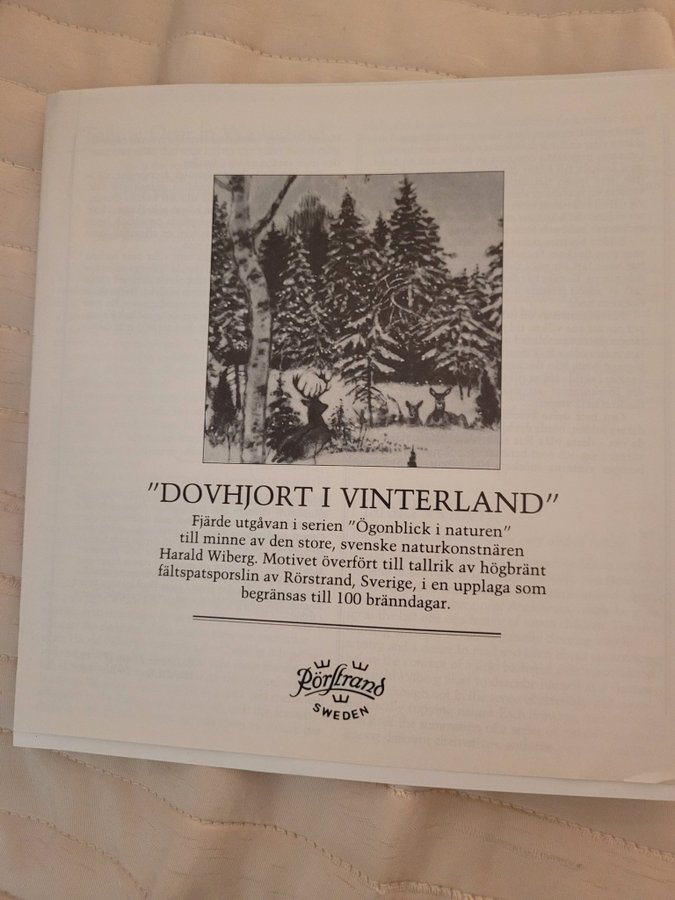 "DOVHJORT I VINTERLAND"
Fjärde utgåvan i serien "Ögonblick i naturen"
till minne av den store, svenske naturkonstnären
Harald Wiberg. Motivet överfört till tallrik av högbränt
fältspatsporslin av Rörstrand, Sverige, i en upplaga som
begränsas till 100 bränndagar.
Rörstrand
SWEDEN